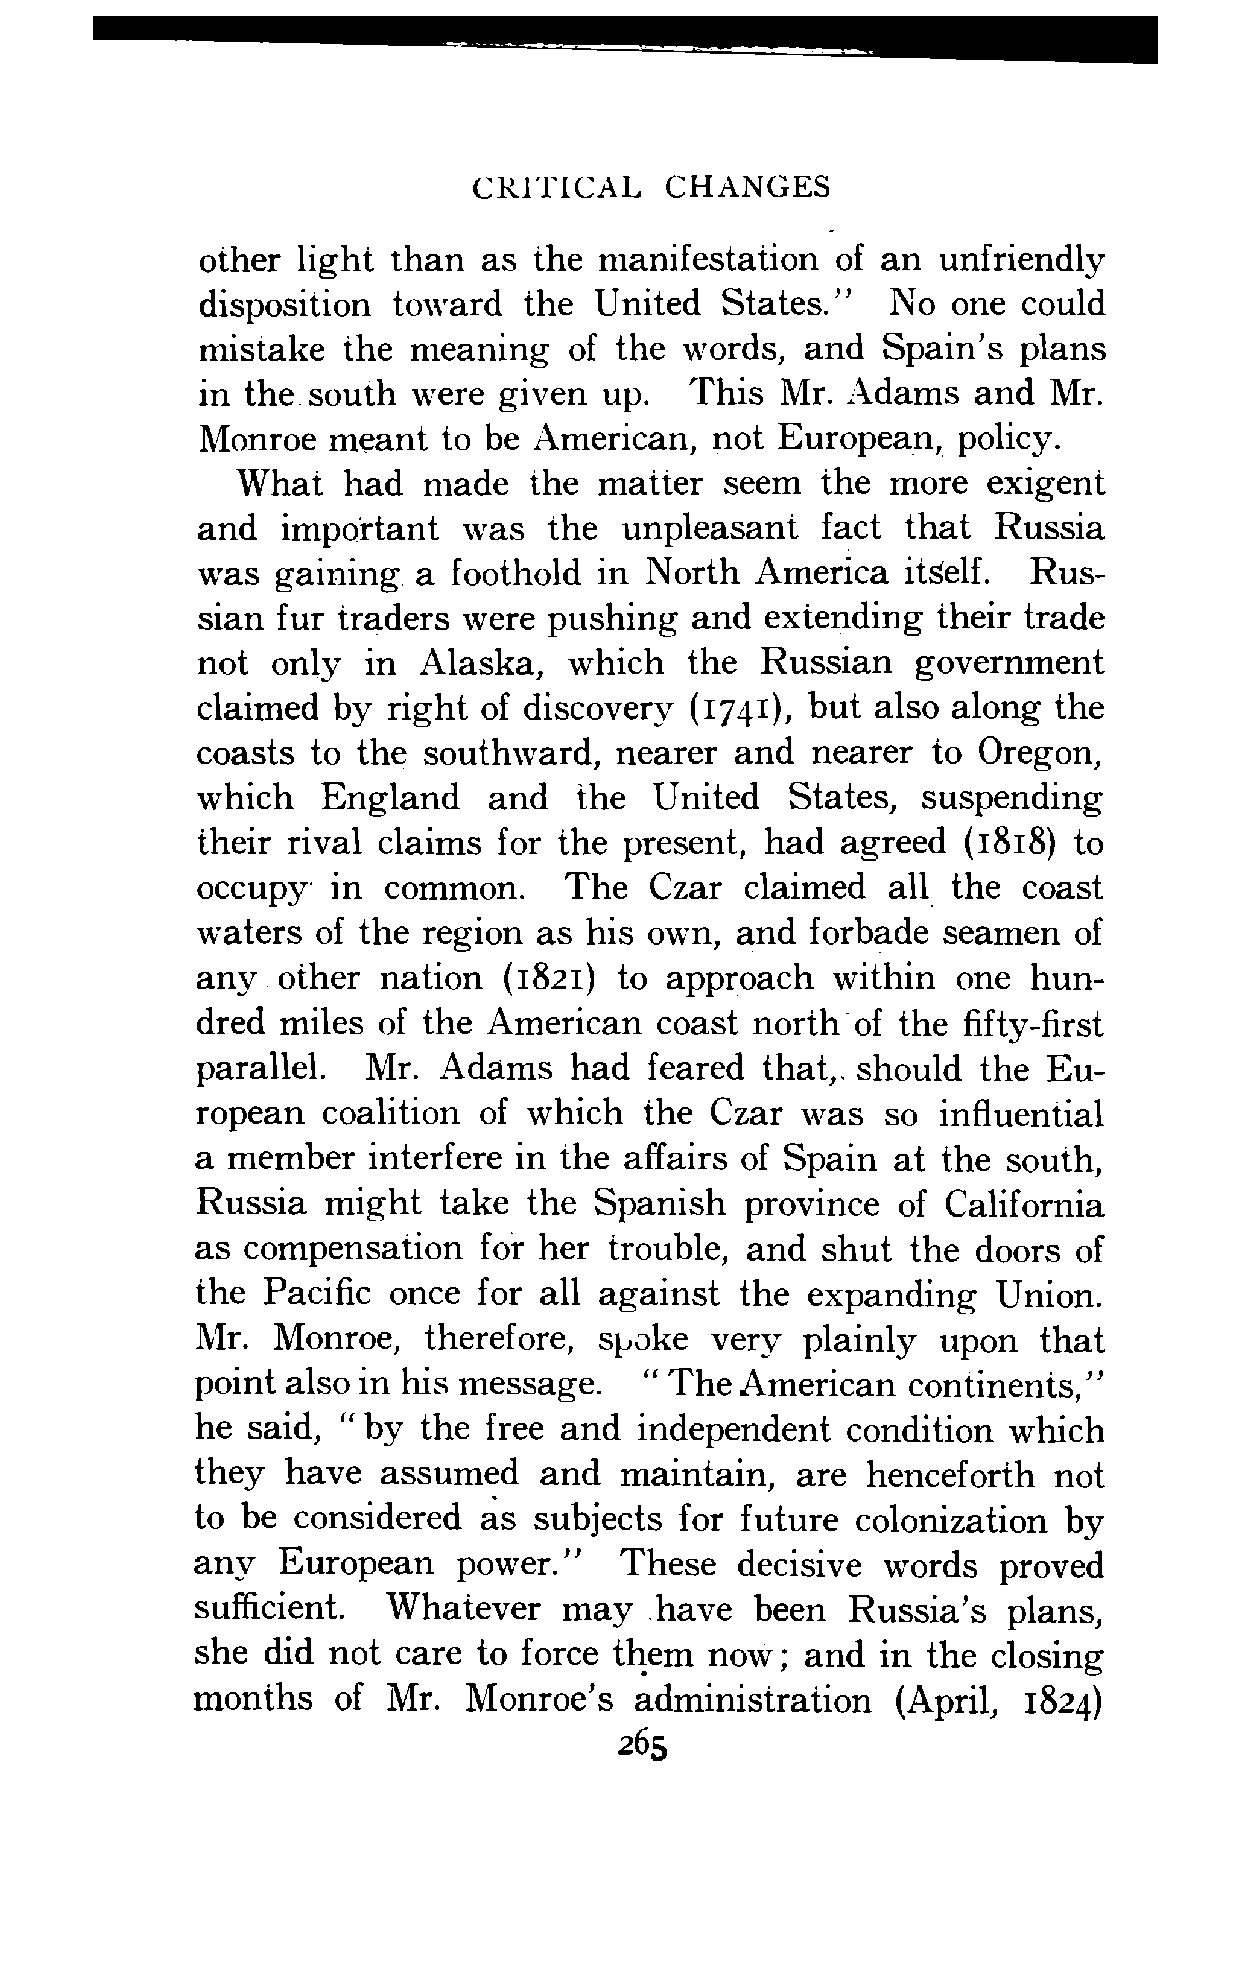 CRITICAL CHANGES
other light than as the manifestation of an unfriendly
disposition toward the United States." No one could
mistake the meaning of the words, and Spain's plans
in the south were given up. This Mr. Adams and Mr.
Monroe meant to be American, not European, policy.
What had made the matter seem the more exigent
and important was the unpleasant fact that Russia
was gaining a foothold in North America itself. Rus-
sian fur traders were pushing and extending their trade
not only in Alaska, which the Russian government
claimed by right of discovery (1741), but also along the
coasts to the southward, nearer and nearer to Oregon,
which England and the United States, suspending
their rival claims for the present, had agreed (1818) to
occupy in common. The Czar claimed all the coast
waters of the region as his own, and forbade seamen of
any other nation (1821) to approach within one hun-
dred miles of the American coast north of the fifty-first
parallel. Mr. Adams had feared that, should the Eu-
ropean coalition of which the Czar was so influential
a member interfere in the affairs of Spain at the south,
Russia might take the Spanish province of California
as compensation for her trouble, and shut the doors of
the Pacific once for all against the expanding Union.
Mr. Monroe, therefore, spoke very plainly upon that
point also in his message. "The American continents,"
he said, "by the free and independent condition which
they have assumed and maintain, are henceforth not
to be considered as subjects for future colonization by
any European power." These decisive words proved
sufficient. Whatever may have been Russia's plans,
she did not care to force them now; and in the closing
months of Mr. Monroe's administration (April, 1824)
265